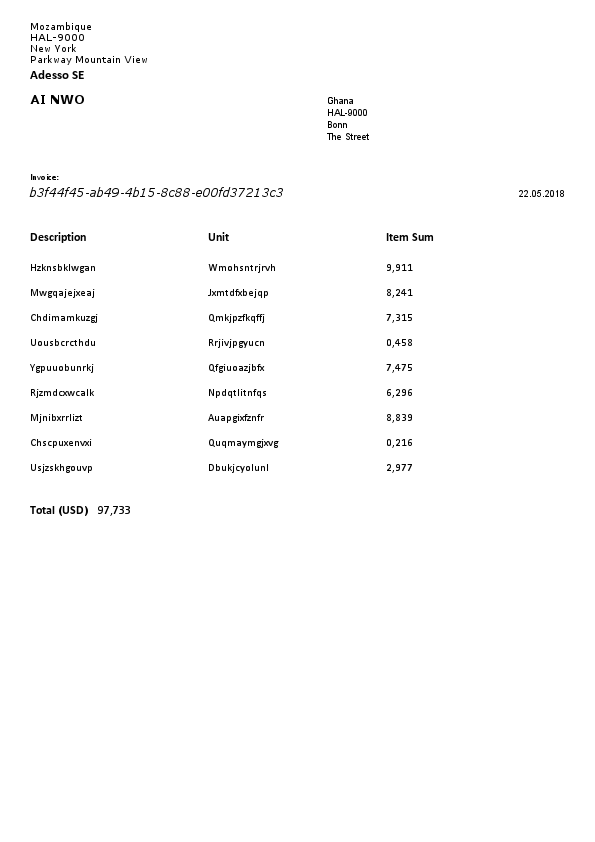 Mozambique
HAL-9000
New York
Parkway Mountain View
Adesso SE
AI NWO
Ghana
HAL-9000
Bonn
The Street
Invoice:
b3f44f45-ab49-4b15-8c88-e00fd37213c3 22.05.2018
Description Unit Item Sum
Hzknsbklwgan Wmohsntrjrvh 9,911
Mwgqajejxeaj Jxmtdfxbejqp 8,241
Chdimamkuzgj Qmkjpzfkqffj 7,315
Uousbcrcthdu Rrjivjpgyucn 0,458
Ygpuuobunrkj Qfgiuoazjbfx 7,475
Rjzmdcxwcalk Npdqtlitnfqs 6,296
Mjnibxrrlizt Auapgixfznfr 8,839
Chscpuxenvxi Quqmaymgjxvg 0,216
Usjzskhgouvp Dbukjcyolunl 2,977
Total (USD) 97,733